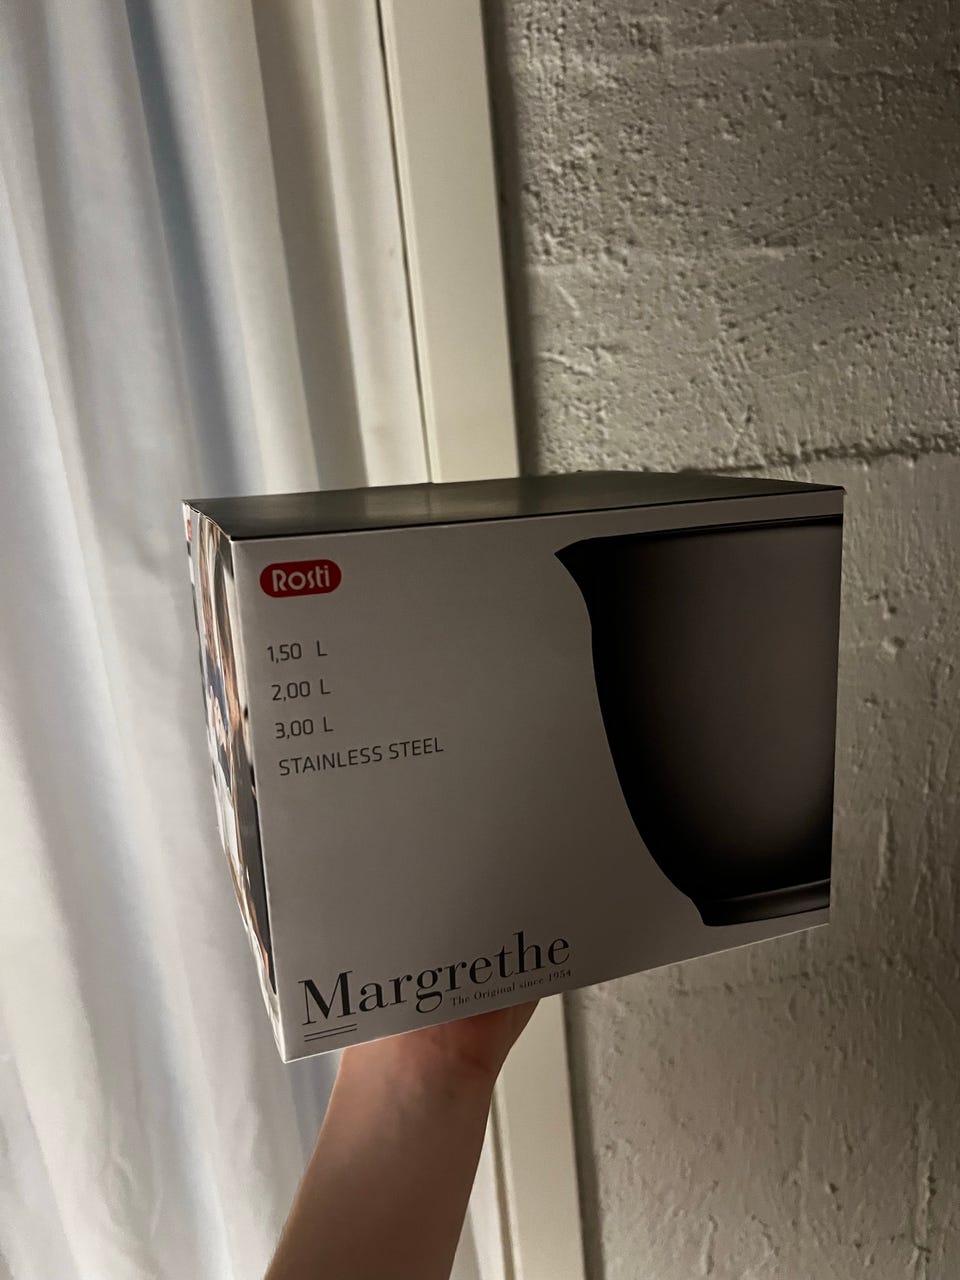 Rosti
1,50 L
2,00 L
3,00 L
STAINLESS STEEL
Margrethe
The Original since 1954